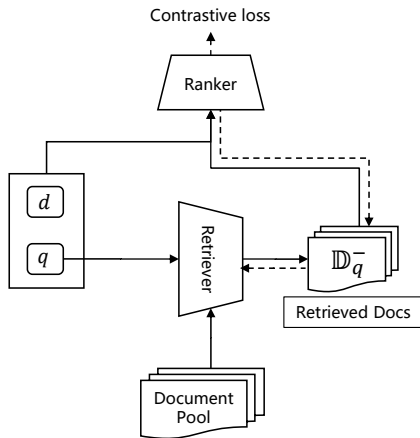 Contrastive loss
Ranker
d
q
Retriever
𝔻q−
Retrieved Docs
Document
Pool